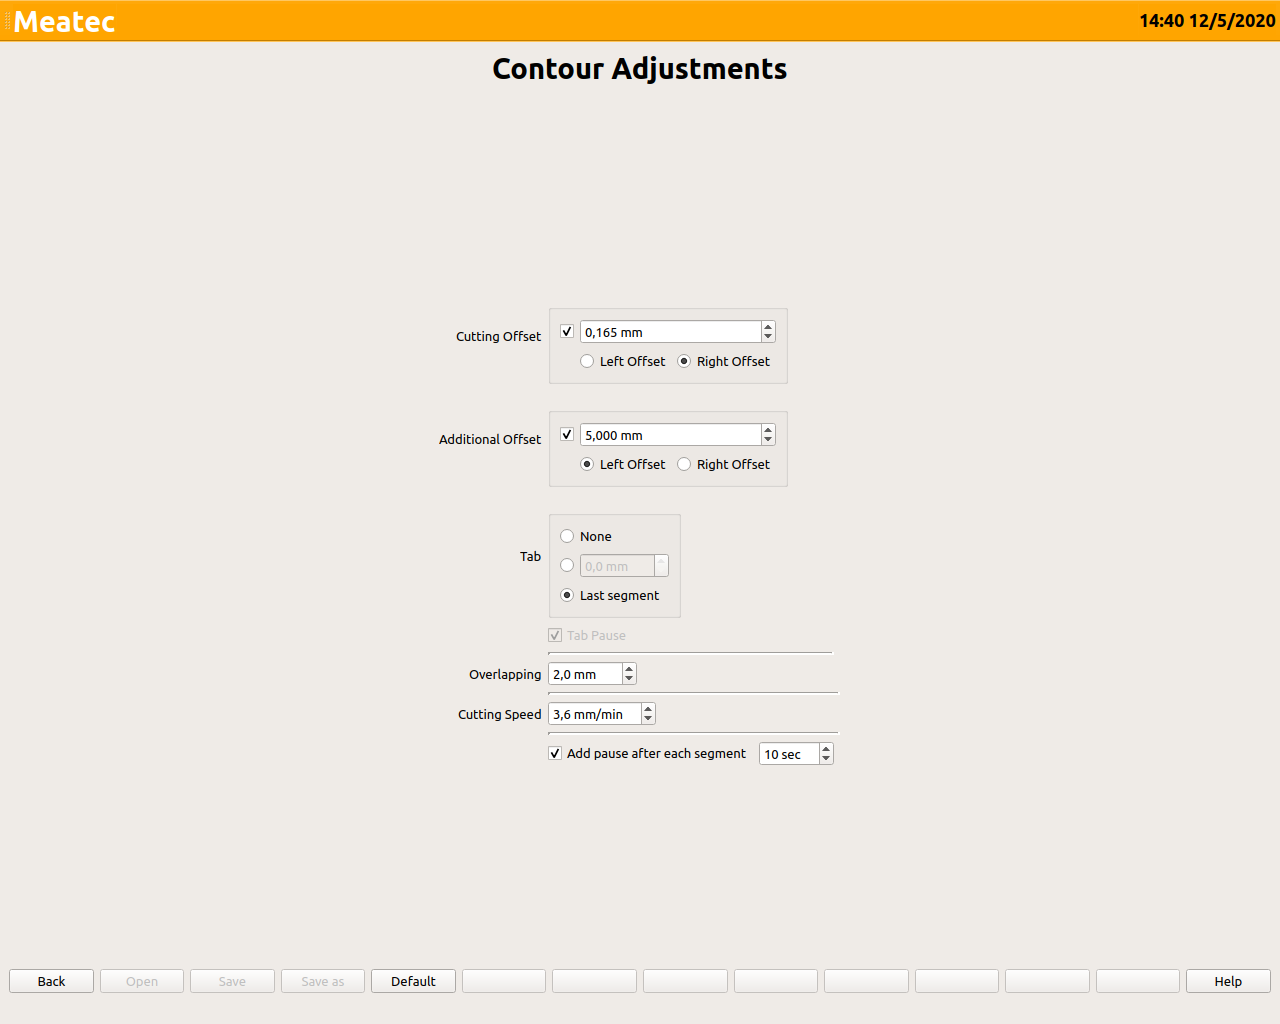 Meatec 14:40 12/5/2020
Contour Adjustments
Cutting Offset 0,165 mm
Left Offset Right Offset
Additional Offset 5,000 mm
Left Offset Right Offset
None
Tab 0,0 mm
Last segment
Tab Pause
Overlapping 2,0 mm
Cutting Speed 3,6 mm/min
Add pause after each segment 10 sec
Back Open Save Save as Default Help